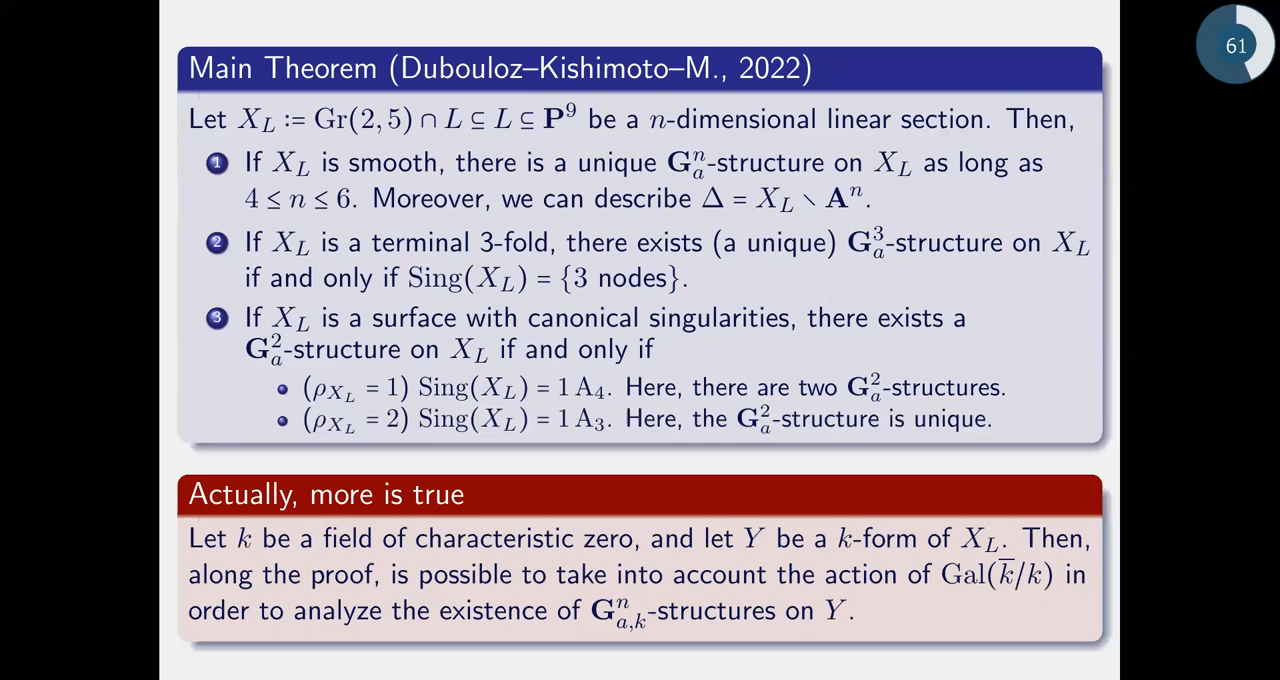 61
Main Theorem (Dubouloz–Kishimoto–M., 2022)
Let X_L ≔ Gr(2, 5) ∩ L ⊆ L ⊆ P⁹ be a n-dimensional linear section. Then,
1 If X_L is smooth, there is a unique G_a^n-structure on X_L as long as
4 ≤ n ≤ 6. Moreover, we can describe Δ = X_L ∖ A^n.
2 If X_L is a terminal 3-fold, there exists (a unique) G_a^3-structure on X_L
if and only if Sing(X_L) = {3 nodes}.
3 If X_L is a surface with canonical singularities, there exists a
G_a^2-structure on X_L if and only if
• (ρ_{X_L} = 1) Sing(X_L) = 1 A₄. Here, there are two G_a^2-structures.
• (ρ_{X_L} = 2) Sing(X_L) = 1 A₃. Here, the G_a^2-structure is unique.
Actually, more is true
Let k be a field of characteristic zero, and let Y be a k-form of X_L. Then,
along the proof, is possible to take into account the action of Gal(k̅/k) in
order to analyze the existence of G_{a,k}^n-structures on Y.